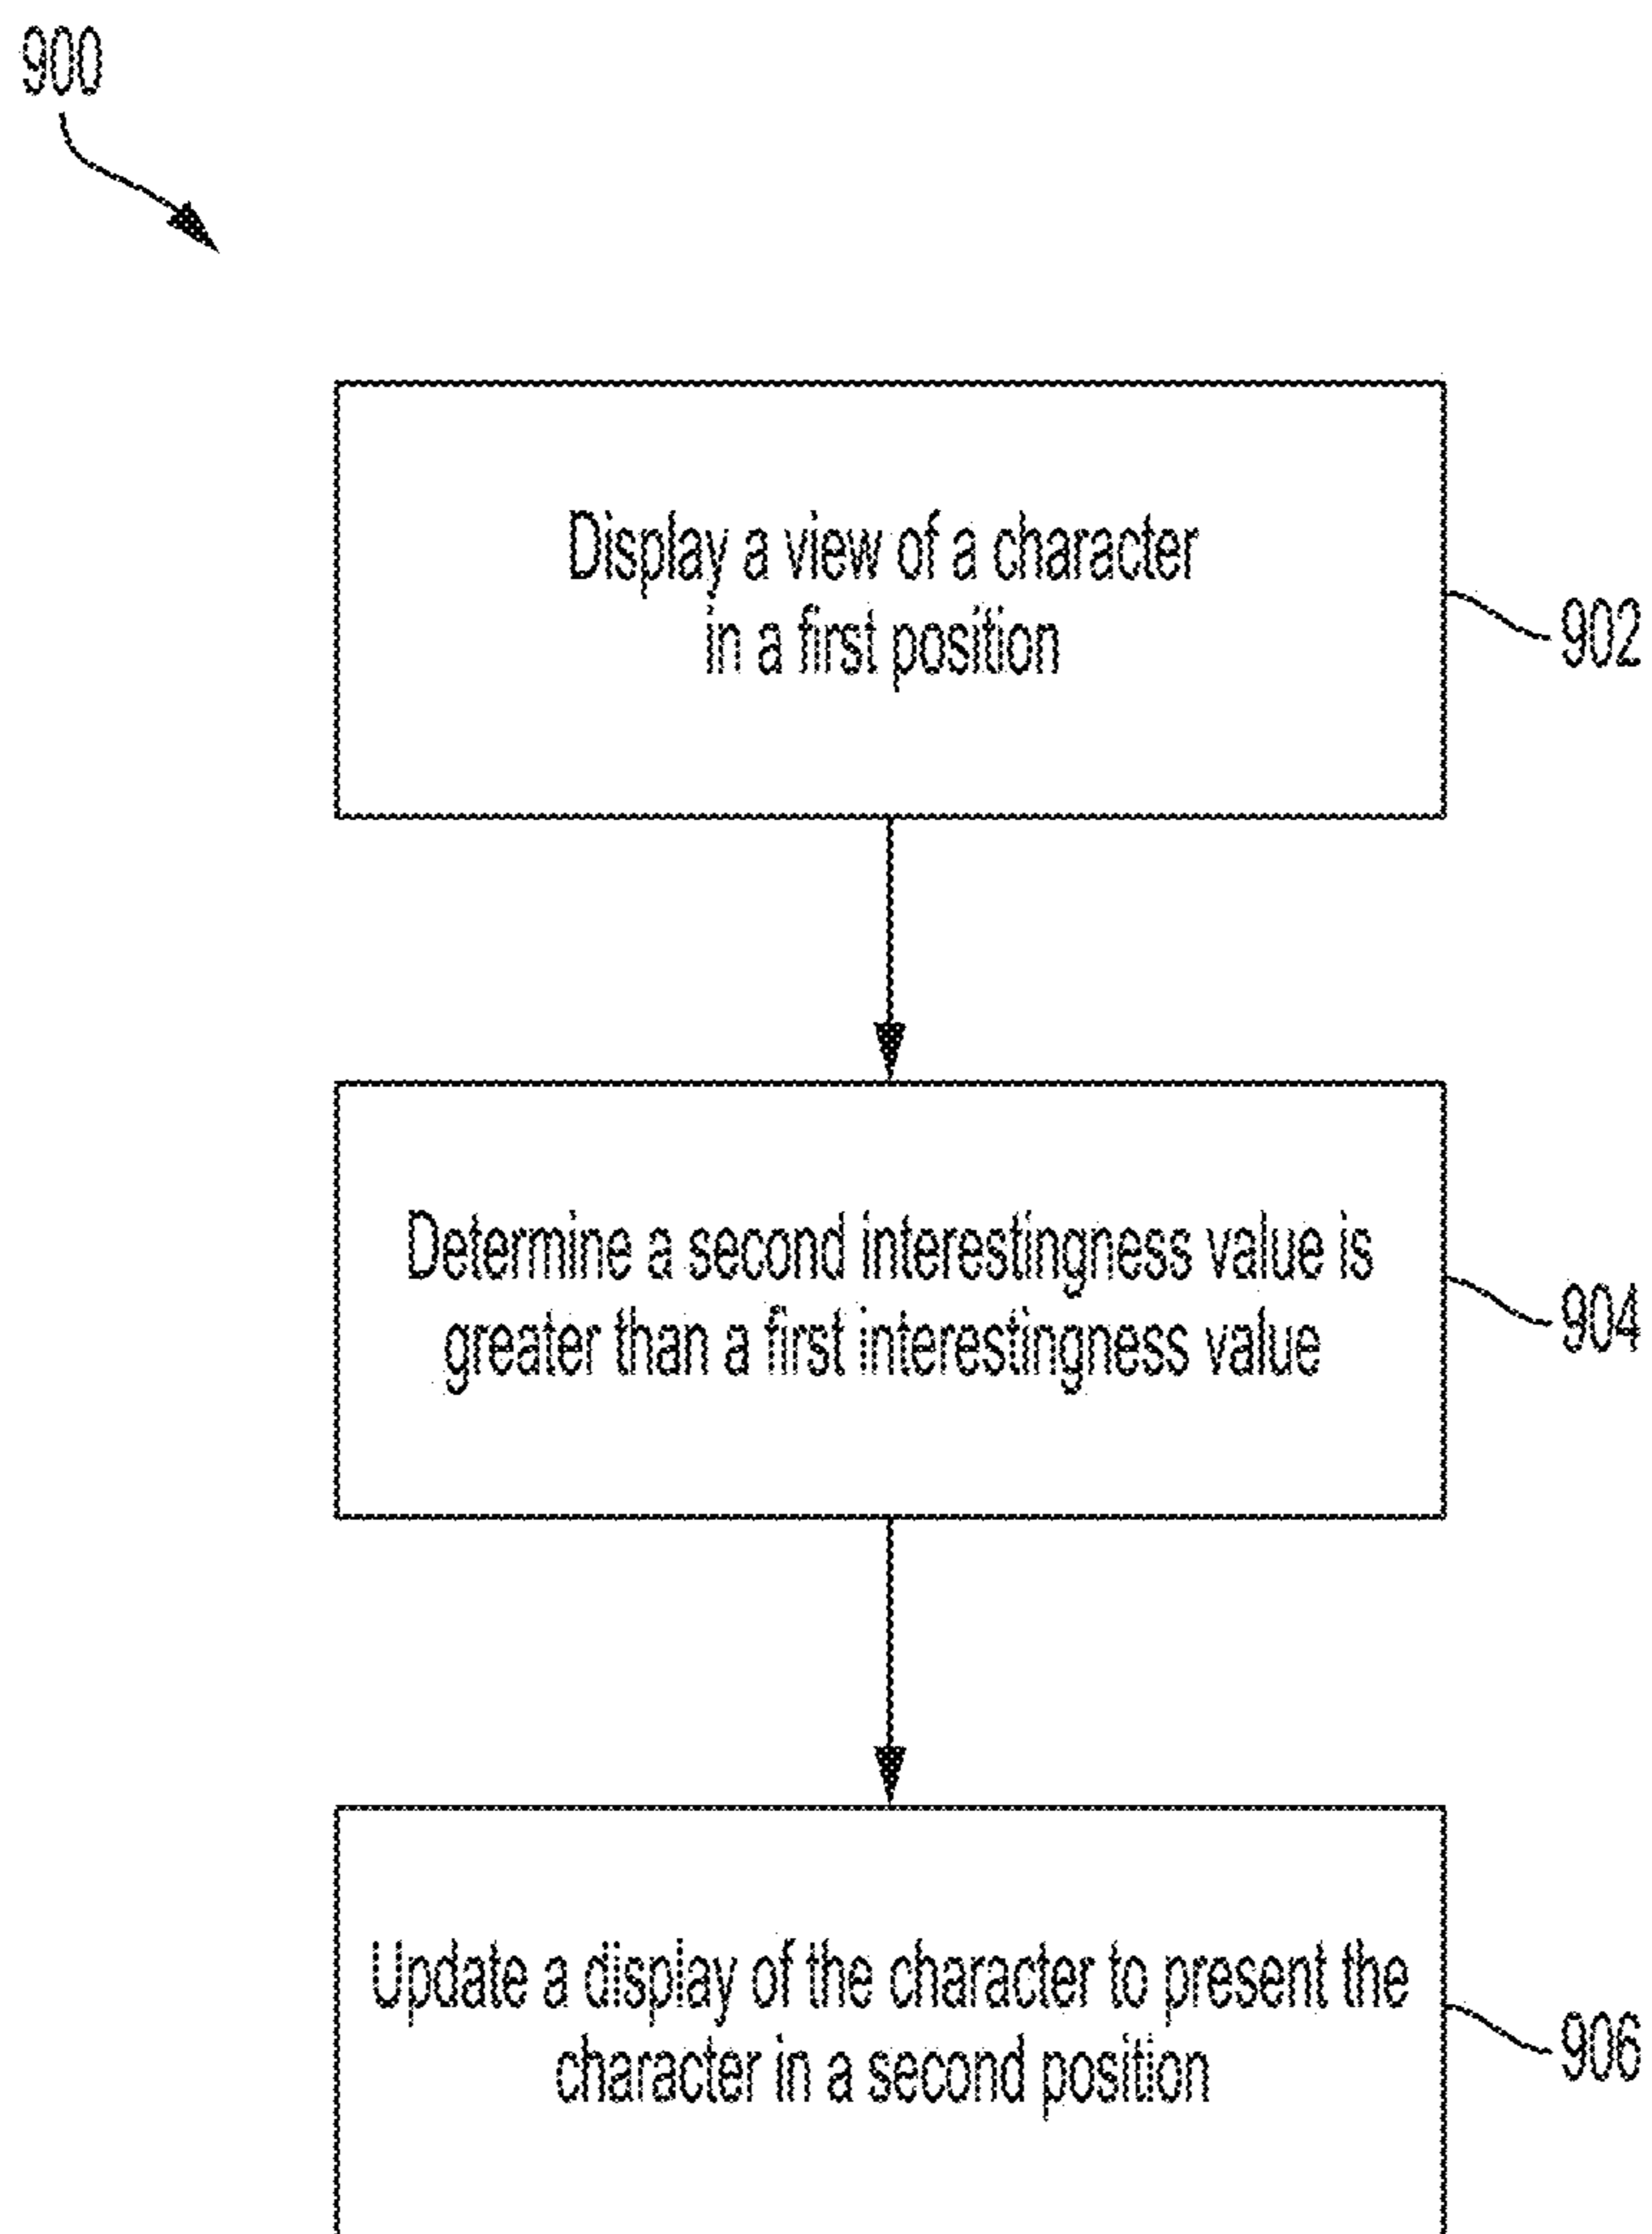 900
Display a view of a character
in a first position
902
Determine a second interestingness value is
greater than a first interestingness value
904
Update a display of the character to present the
character in a second position
906